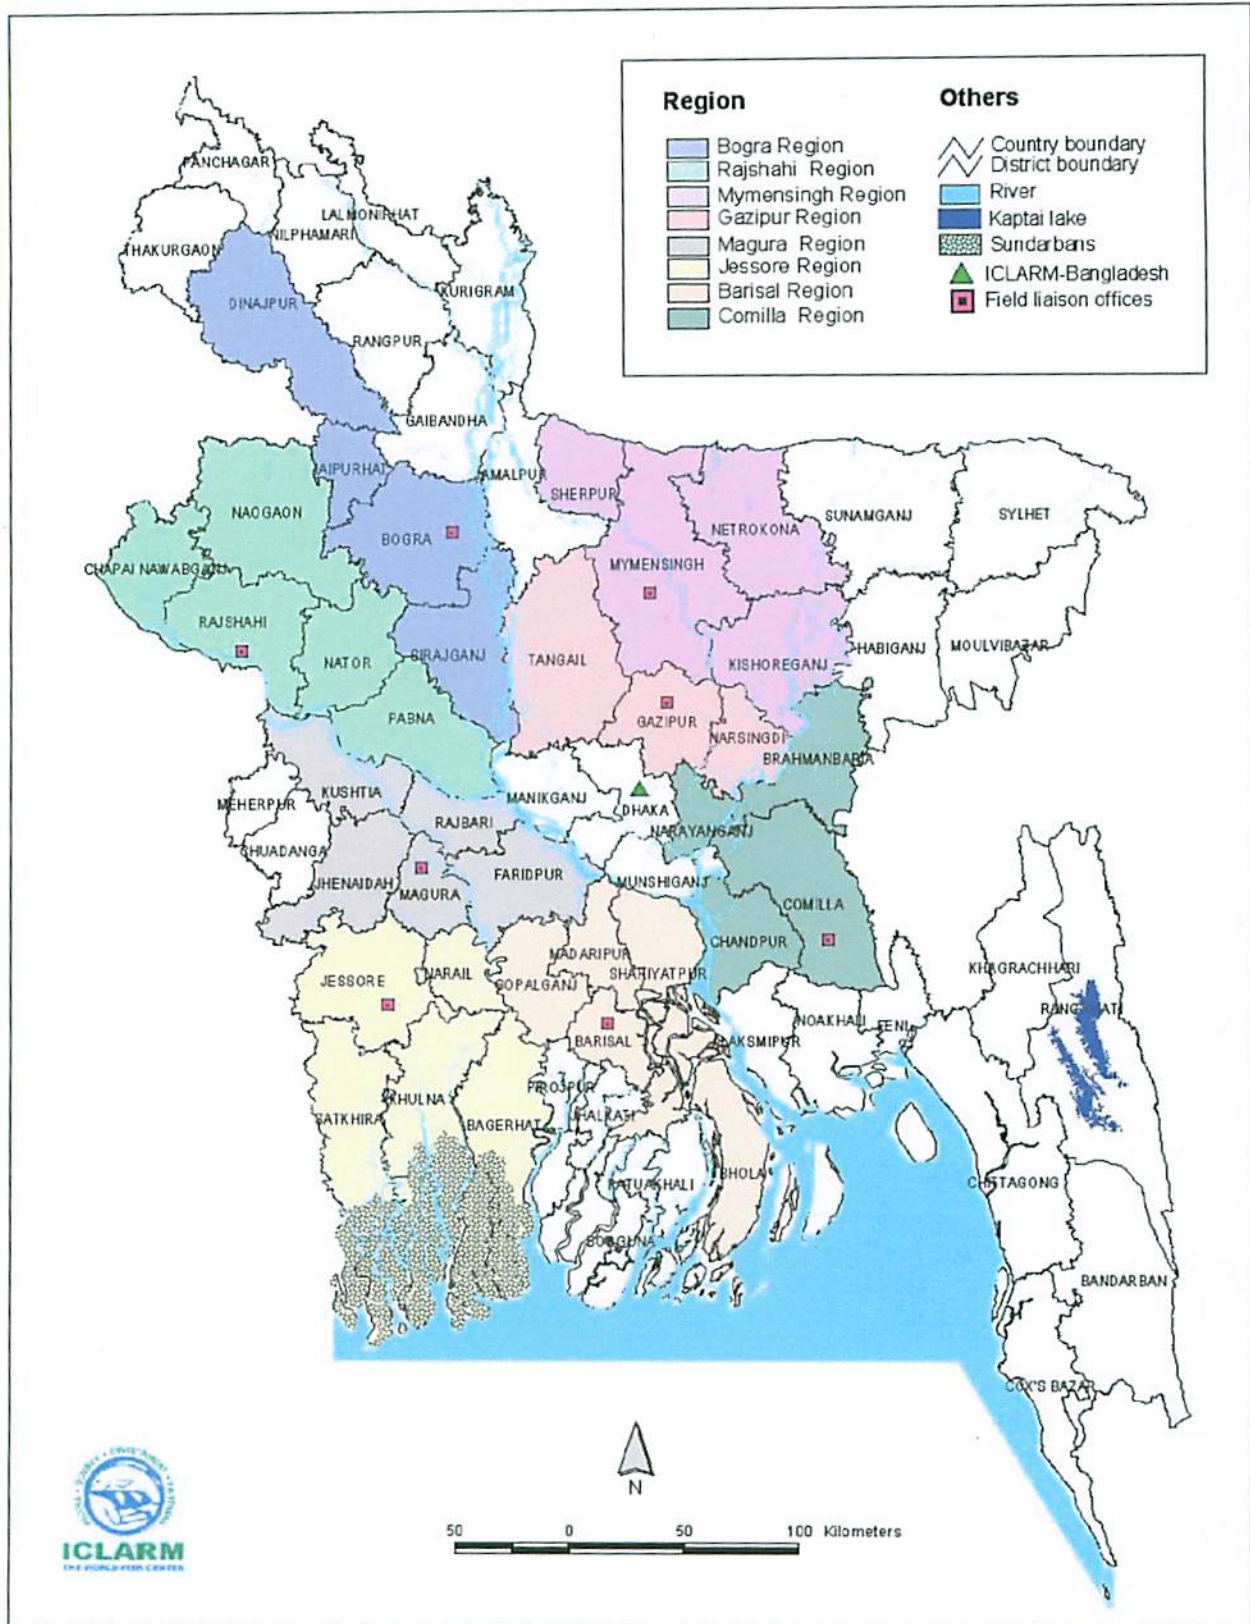 Region
Bogra Region
Rajshahi Region
Mymensingh Region
Gazipur Region
Magura Region
Jessore Region
Barisal Region
Comilla Region
Others
Country boundary
District boundary
River
Kaptai lake
Sundarbans
ICLARM-Bangladesh
Field liaison offices
PANCHAGAR
LALMONIRHAT
NILPHAMARI
THAKURGAON
DINAJPUR
KURIGRAM
RANGPUR
GAIBANDHA
JAIPURHAT
JAMALPUR
SHERPUR
NAOGAON
BOGRA
NETROKONA
SUNAMGANJ
SYLHET
CHAPAI NAWABGANJ
MYMENSINGH
RAJSHAHI
NATOR
SIRAJGANJ
TANGAIL
KISHOREGANJ
HABIGANJ
MOULVIBAZAR
PABNA
GAZIPUR
NARSINGDI
BRAHMANBARIA
MEHERPUR
KUSHTIA
MANIKGANJ
DHAKA
RAJBARI
NARAYANGANJ
CHUADANGA
JHENAIDAH
MAGURA
FARIDPUR
MUNSHIGANJ
COMILLA
CHANDPUR
MADARIPUR
SHARIYATPUR
JESSORE
NARAIL
GOPALGANJ
KHAGRACHHARI
RANGAMATI
BARISAL
LAKSMIPUR
NOAKHALI
FENI
PIROJPUR
SATKHIRA
KHULNA
BAGERHAT
JHALKATI
BHOLA
PATUAKHALI
CHITTAGONG
BORGUNA
BANDARBAN
COX'S BAZAR
N
50 0 50 100 Kilometers
ICLARM
THE WORLD FISH CENTER